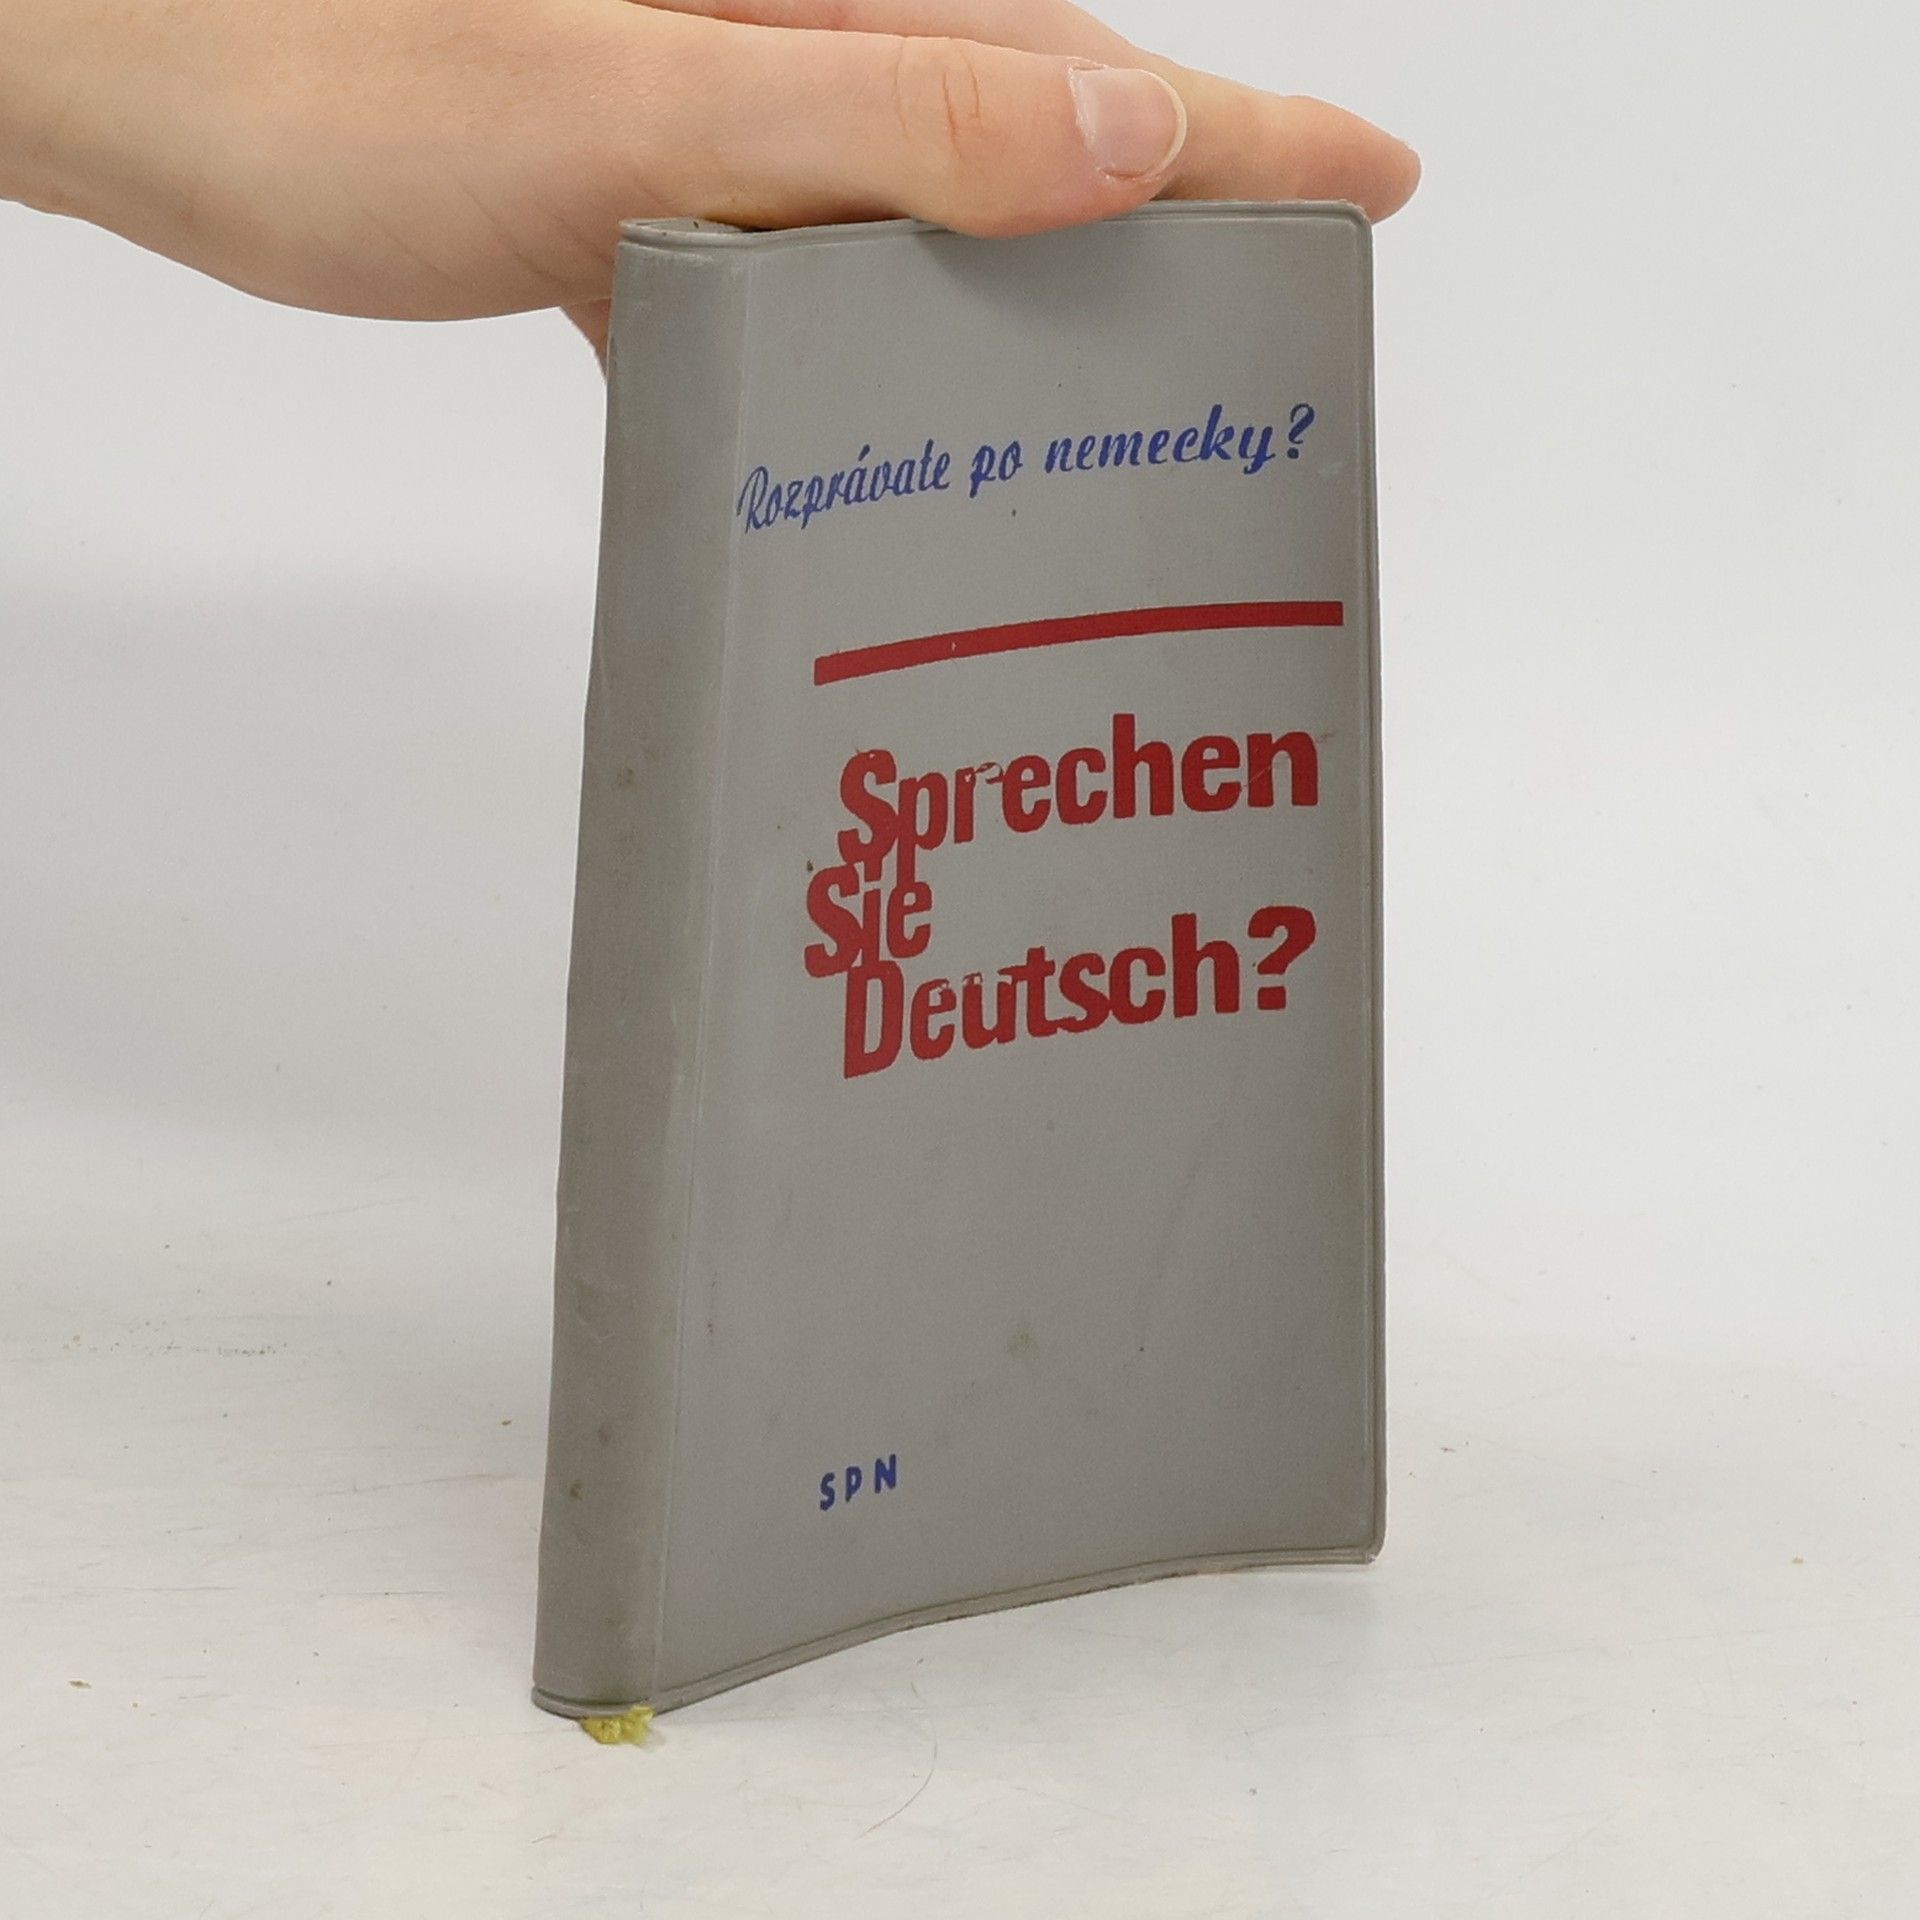 Rozprávate po nemecky?
Sprechen
Sie
Deutsch?
SPN